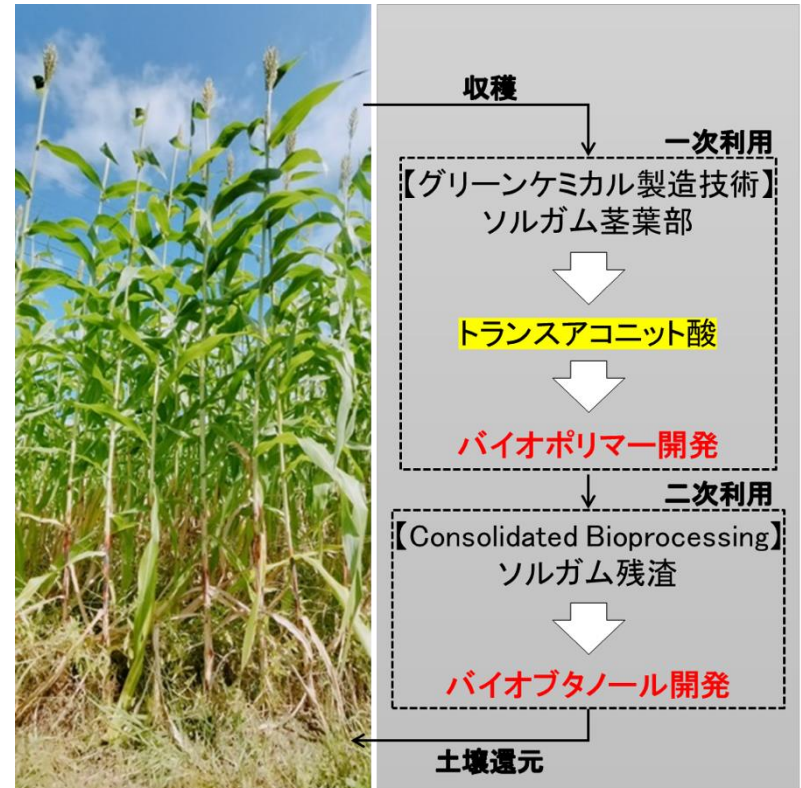 収穫
一次利用
【グリーンケミカル製造技術】
ソルガム茎葉部
トランスアコニット酸
バイオポリマー開発
二次利用
【Consolidated Bioprocessing】
ソルガム残渣
バイオブタノール開発
土壌還元